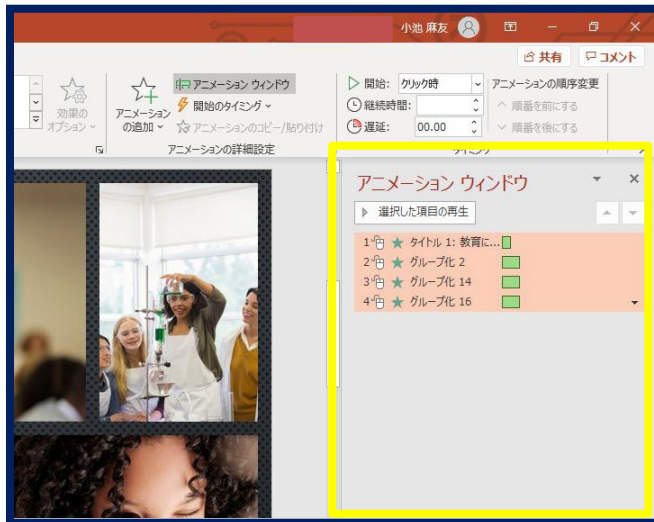 小池 麻友
共有 コメント
アニメーション ウィンドウ 開始: クリック時 アニメーションの順序変更
効果の オプション アニメーション の追加 開始のタイミング 継続時間: 順番を前にする
アニメーションのコピー/貼り付け 遅延: 00.00 順番を後にする
アニメーションの詳細設定
アニメーション ウィンドウ
選択した項目の再生
1 タイトル 1: 教育に...
2 グループ化 2
3 グループ化 14
4 グループ化 16